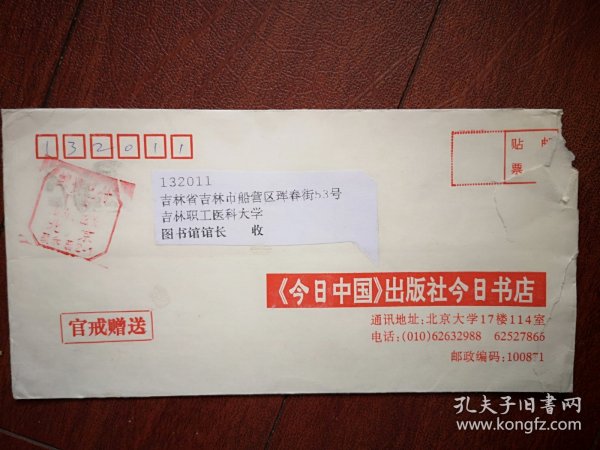 132011
贴 邮
票
132011
吉林省吉林市船营区珲春街53号
吉林职工医科大学
图书馆馆长 收
《今日中国》出版社今日书店
通讯地址:北京大学17楼114室
电话:(010)62632988 62527866
邮政编码:100871
官戒赠送
孔夫子旧书网
www.kongfz.com